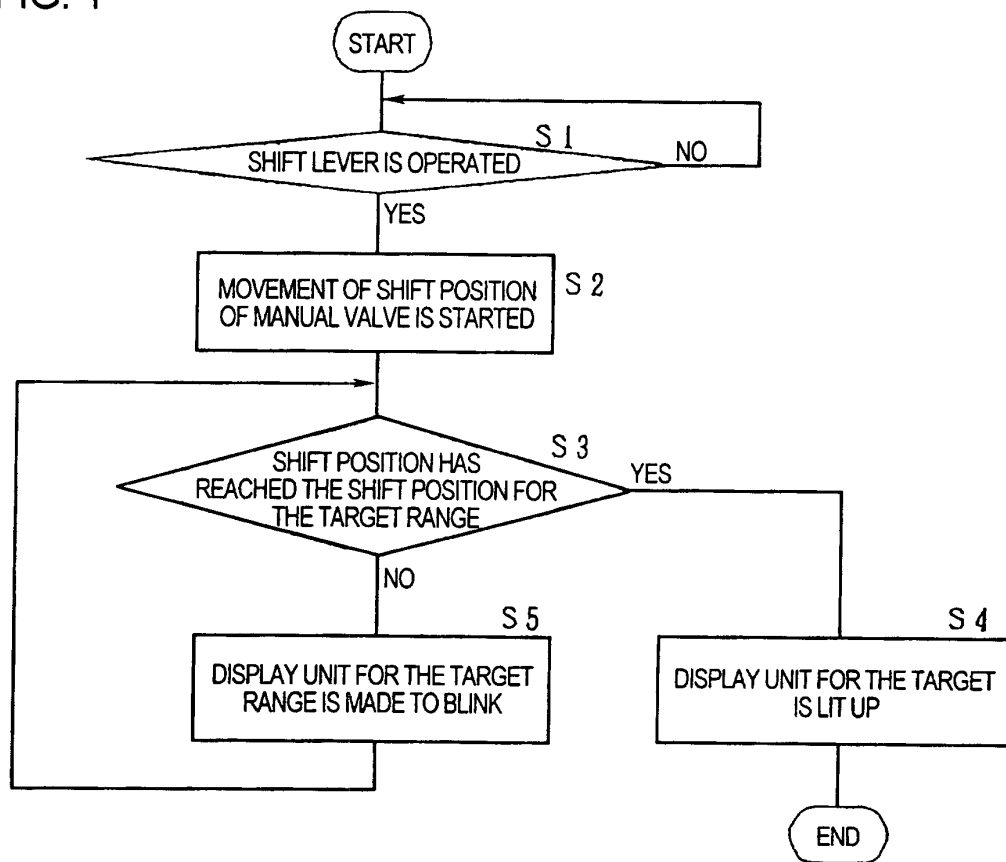 START
S 1
SHIFT LEVER IS OPERATED
NO
YES
MOVEMENT OF SHIFT POSITION
OF MANUAL VALVE IS STARTED
S 2
S 3
SHIFT POSITION HAS
REACHED THE SHIFT POSITION FOR
THE TARGET RANGE
YES
NO
S 5
DISPLAY UNIT FOR THE TARGET
RANGE IS MADE TO BLINK
S 4
DISPLAY UNIT FOR THE TARGET
IS LIT UP
END